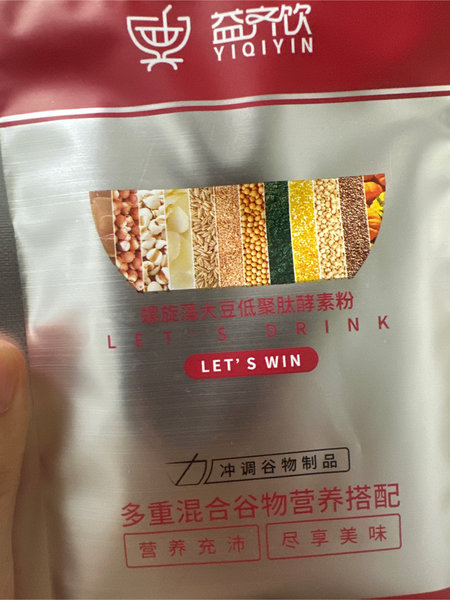 益齐饮
YIQIYIN
螺旋藻大豆低聚肽酵素粉
LET'S DRINK
LET'S WIN
冲调谷物制品
多重混合谷物营养搭配
营养充沛 尽享美味